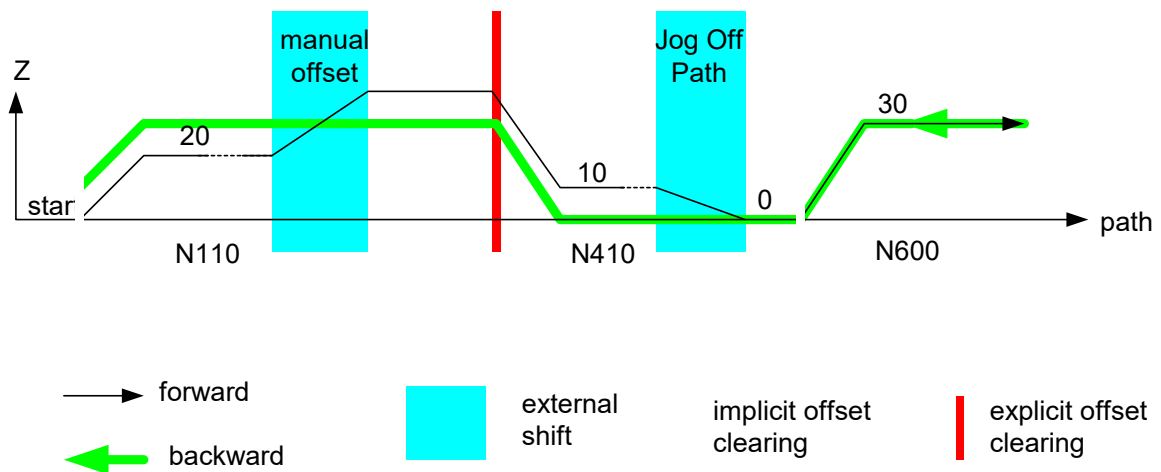 manual
offset
Jog Off
Path
Z
20
30
10
0
start
path
N110
N410
N600
forward
external
shift
implicit offset
clearing
explicit offset
clearing
backward